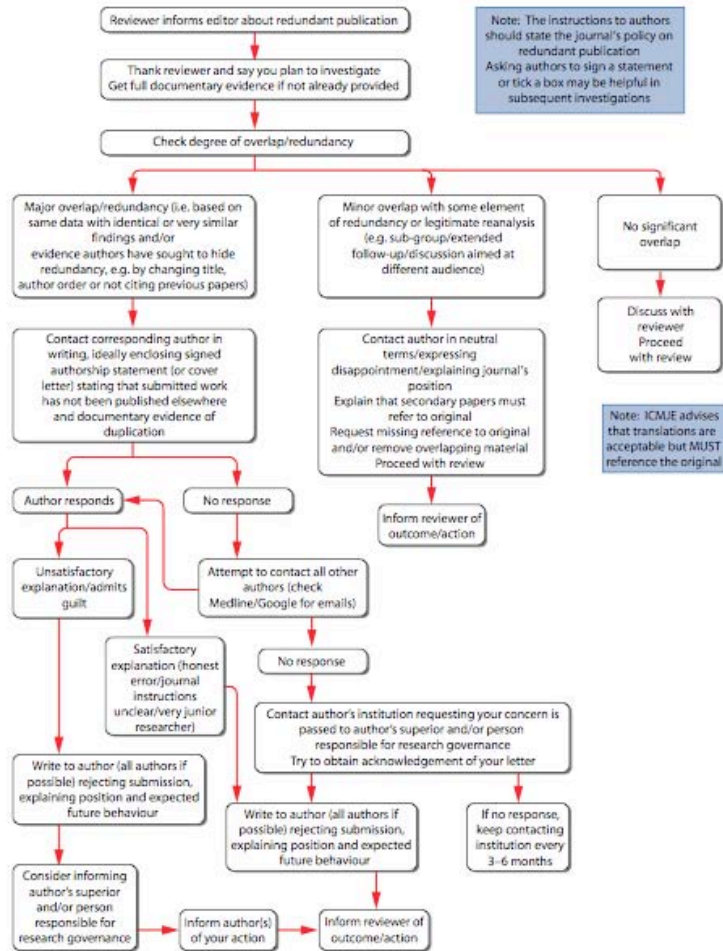 Reviewer informs editor about redundant publication
Note: The instructions to authors
should state the journal's policy on
redundant publication
Asking authors to sign a statement
or tick a box may be helpful in
subsequent investigations
Thank reviewer and say you plan to investigate
Get full documentary evidence if not already provided
Check degree of overlap/redundancy
Major overlap/redundancy (i.e. based on
same data with identical or very similar
findings and/or
evidence authors have sought to hide
redundancy, e.g. by changing title,
author order or not citing previous papers)
Minor overlap with some element
of redundancy or legitimate reanalysis
(e.g. sub-group/extended
follow-up/discussion aimed at
different audience)
No significant
overlap
Contact corresponding author in
writing, ideally enclosing signed
authorship statement (or cover
letter) stating that submitted work
has not been published elsewhere
and documentary evidence of
duplication
Contact author in neutral
terms/expressing
disappointment/explaining journal's
position
Explain that secondary papers must
refer to original
Request missing reference to original
and/or remove overlapping material
Proceed with review
Discuss with
reviewer
Proceed
with review
Note: ICMJE advises
that translations are
acceptable but MUST
reference the original
Author responds
No response
Inform reviewer of
outcome/action
Unsatisfactory
explanation/admits
guilt
Attempt to contact all other
authors (check
Medline/Google for emails)
Satisfactory
explanation (honest
error/journal
instructions
unclear/very junior
researcher)
No response
Contact author's institution requesting your concern is
passed to author's superior and/or person
responsible for research governance
Try to obtain acknowledgement of your letter
Write to author (all authors if
possible) rejecting submission,
explaining position and expected
future behaviour
Write to author (all authors if
possible) rejecting submission,
explaining position and expected
future behaviour
If no response,
keep contacting
institution every
3–6 months
Consider informing
author's superior
and/or person
responsible for
research governance
Inform author(s)
of your action
Inform reviewer of
outcome/action